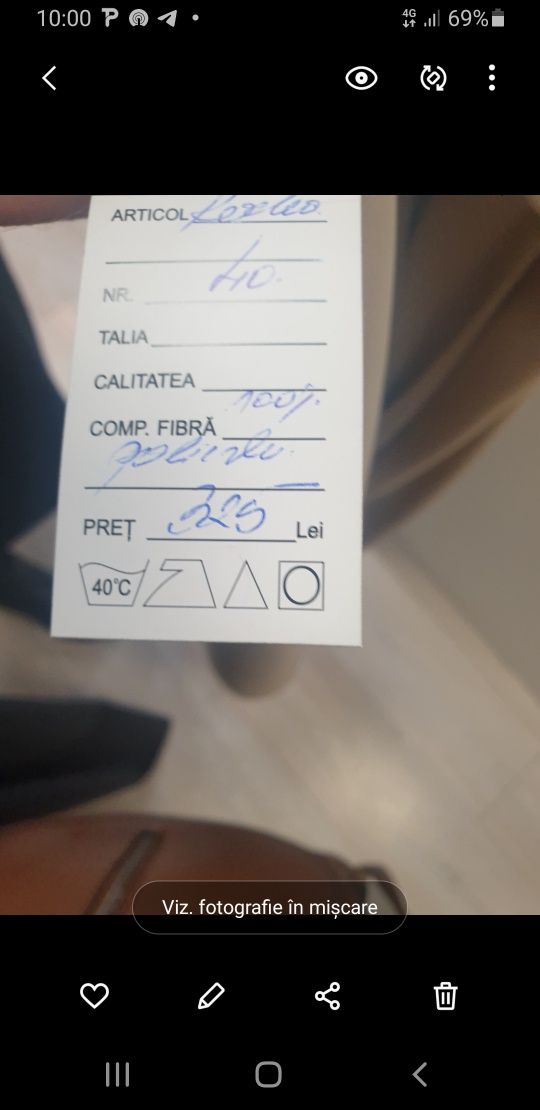 10:00
4G
69%
ARTICOL
40.
NR.
TALIA
CALITATEA
100%.
COMP. FIBRĂ
PREȚ 329 Lei
40°C
Viz. fotografie în mișcare